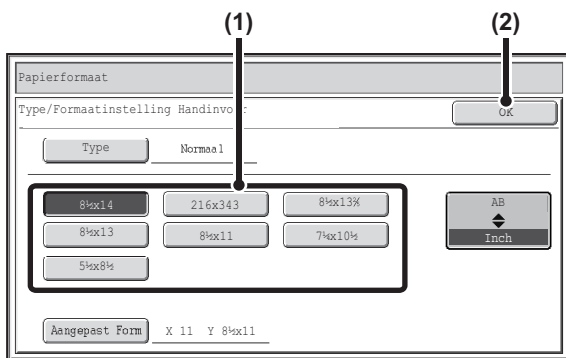 (1) (2)
Papierformaat
Type/Formaatinstelling OK
Type Normaal
8½x14 216x343 8½x13⅖ AB
8½x13 8½x11 7¼x10½ Inch
5½x8½
Aangepast Form X 11 Y 8½x11